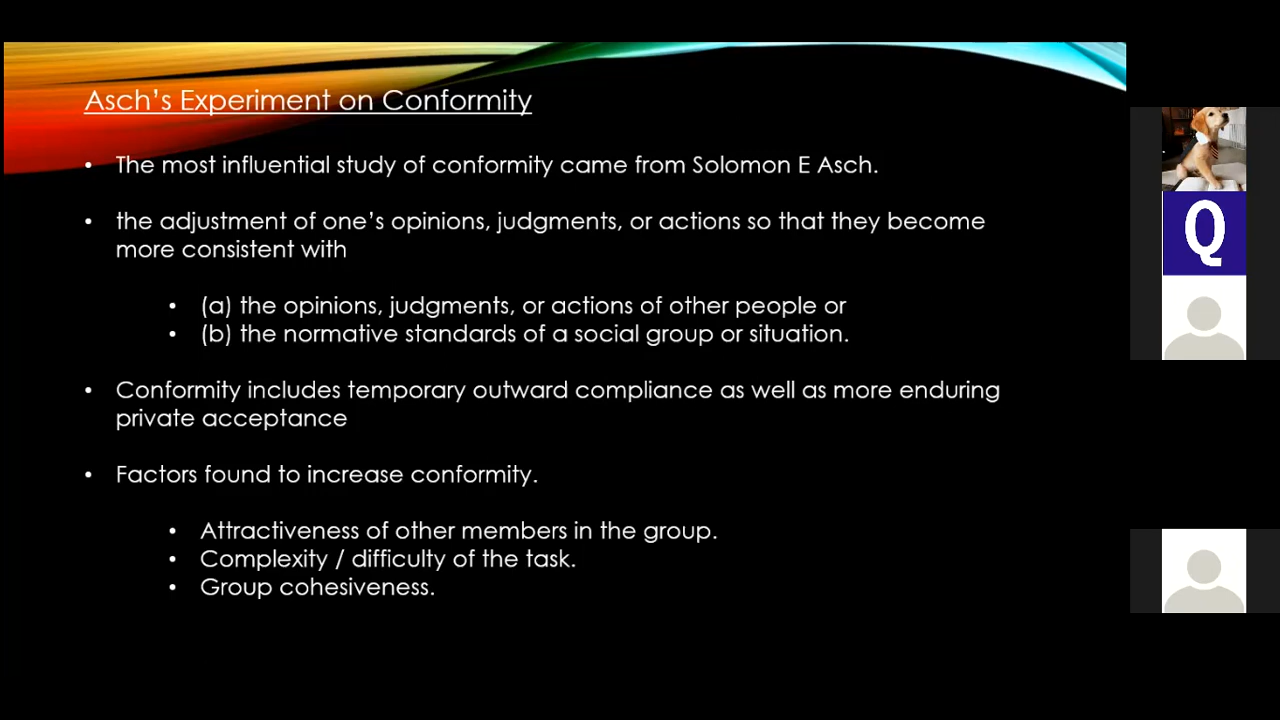 Asch's Experiment on Conformity
• The most influential study of conformity came from Solomon E Asch.
• the adjustment of one's opinions, judgments, or actions so that they become
more consistent with
• (a) the opinions, judgments, or actions of other people or
• (b) the normative standards of a social group or situation.
• Conformity includes temporary outward compliance as well as more enduring
private acceptance
• Factors found to increase conformity.
• Attractiveness of other members in the group.
• Complexity / difficulty of the task.
• Group cohesiveness.
Q